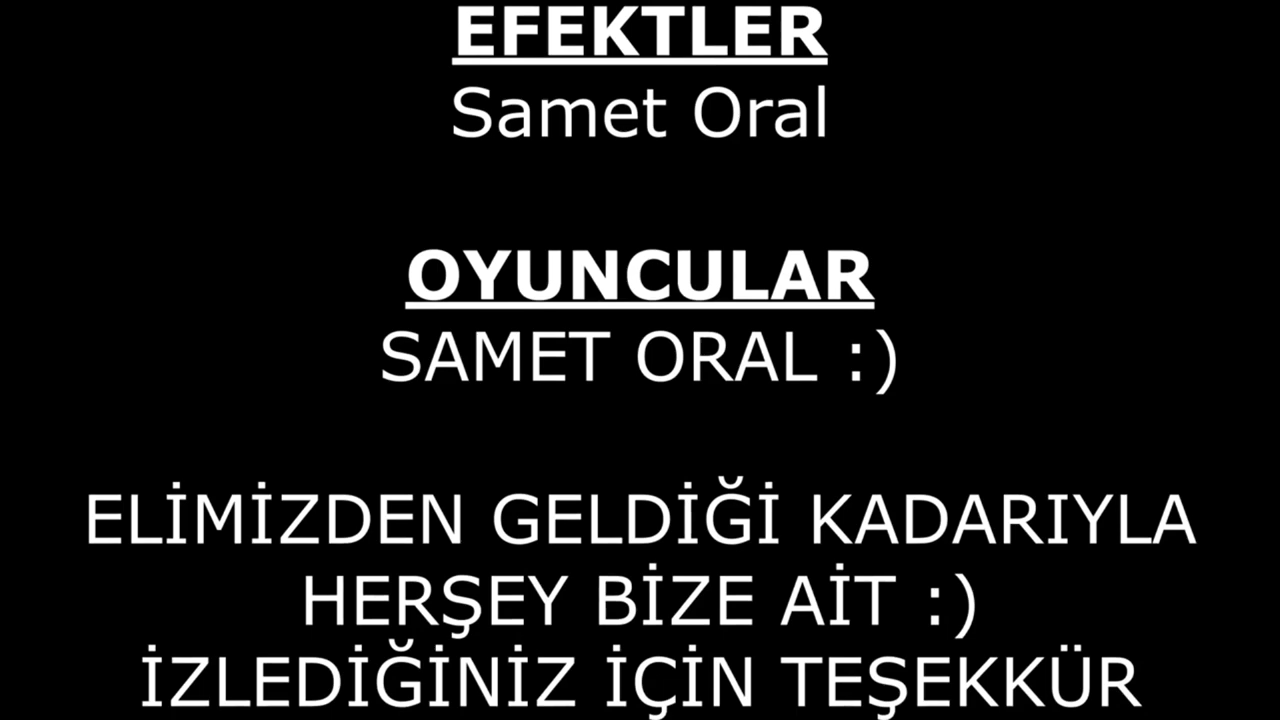 EFEKTLER
Samet Oral
OYUNCULAR
SAMET ORAL :)
ELİMİZDEN GELDİĞİ KADARIYLA
HERŞEY BİZE AİT :)
İZLEDİĞİNİZ İÇİN TEŞEKKÜR